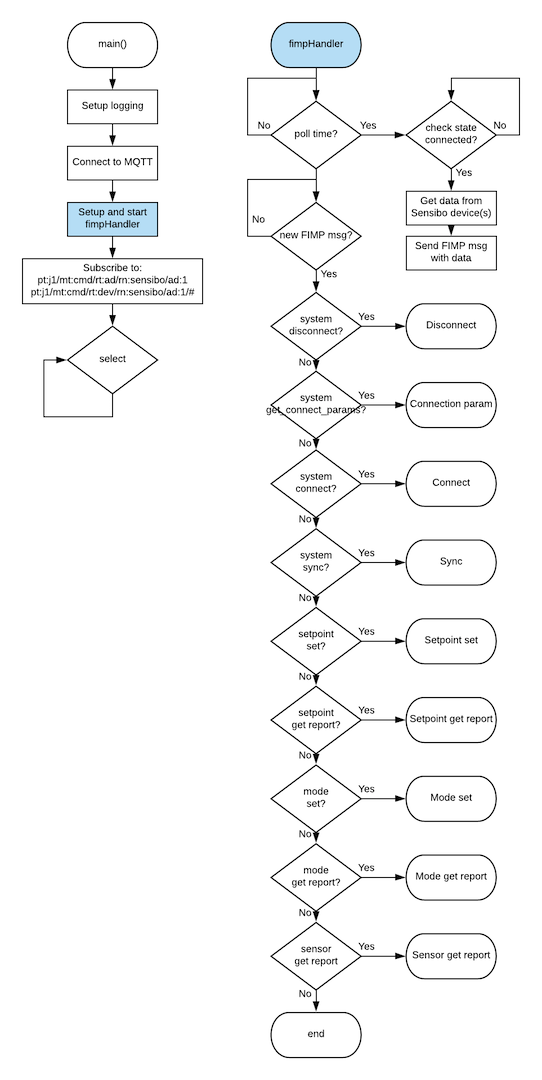 main()
Setup logging
Connect to MQTT
Setup and start
fimpHandler
Subscribe to:
pt:j1/mt:cmd/rt:ad/rn:sensibo/ad:1
pt:j1/mt:cmd/rt:dev/rn:sensibo/ad:1/#
select
fimpHandler
poll time?
No
Yes
check state
connected?
No
Yes
Get data from
Sensibo device(s)
Send FIMP msg
with data
new FIMP msg?
No
Yes
system
disconnect?
Yes
Disconnect
No
system
get_connect_params?
Yes
Connection param
No
system
connect?
Yes
Connect
No
system
sync?
Yes
Sync
No
setpoint
set?
Yes
Setpoint set
No
setpoint
get report?
Yes
Setpoint get report
No
mode
set?
Yes
Mode set
No
mode
get report?
Yes
Mode get report
No
sensor
get report
Yes
Sensor get report
No
end